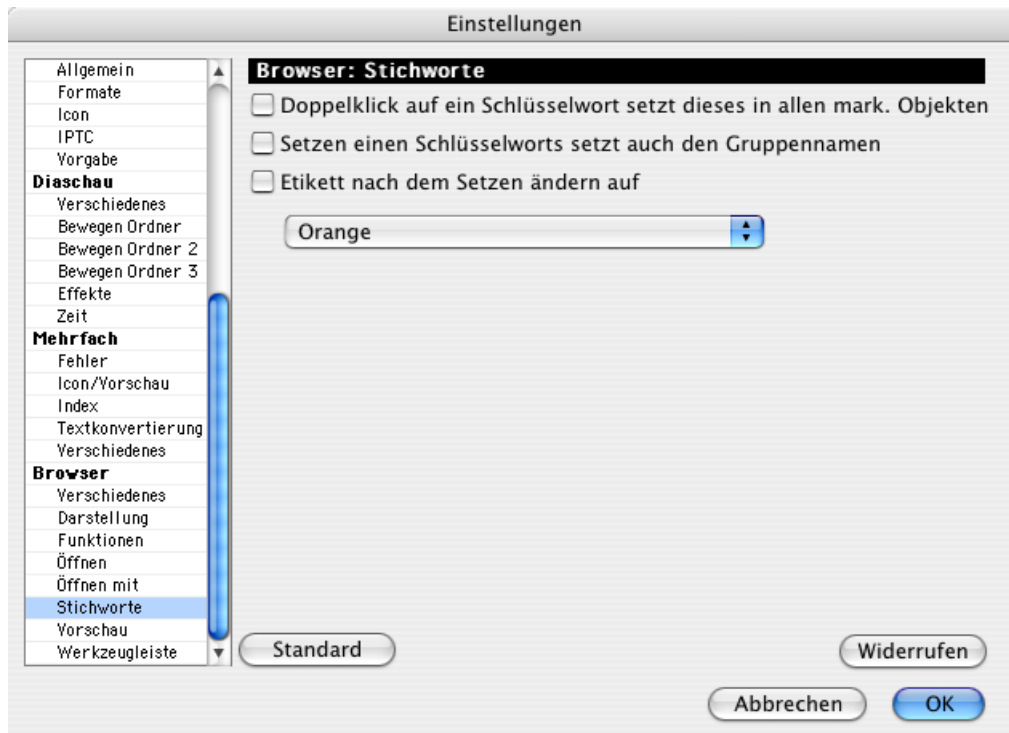 Einstellungen
Allgemein
Formate
Icon
IPTC
Vorgabe
Diaschau
Verschiedenes
Bewegen Ordner
Bewegen Ordner 2
Bewegen Ordner 3
Effekte
Zeit
Mehrfach
Fehler
Icon/Vorschau
Index
Textkonvertierung
Verschiedenes
Browser
Verschiedenes
Darstellung
Funktionen
Öffnen
Öffnen mit
Stichworte
Vorschau
Werkzeugleiste
Browser: Stichworte
Doppelklick auf ein Schlüsselwort setzt dieses in allen mark. Objekten
Setzen einen Schlüsselworts setzt auch den Gruppennamen
Etikett nach dem Setzen ändern auf
Orange
Standard
Widerrufen
Abbrechen
OK